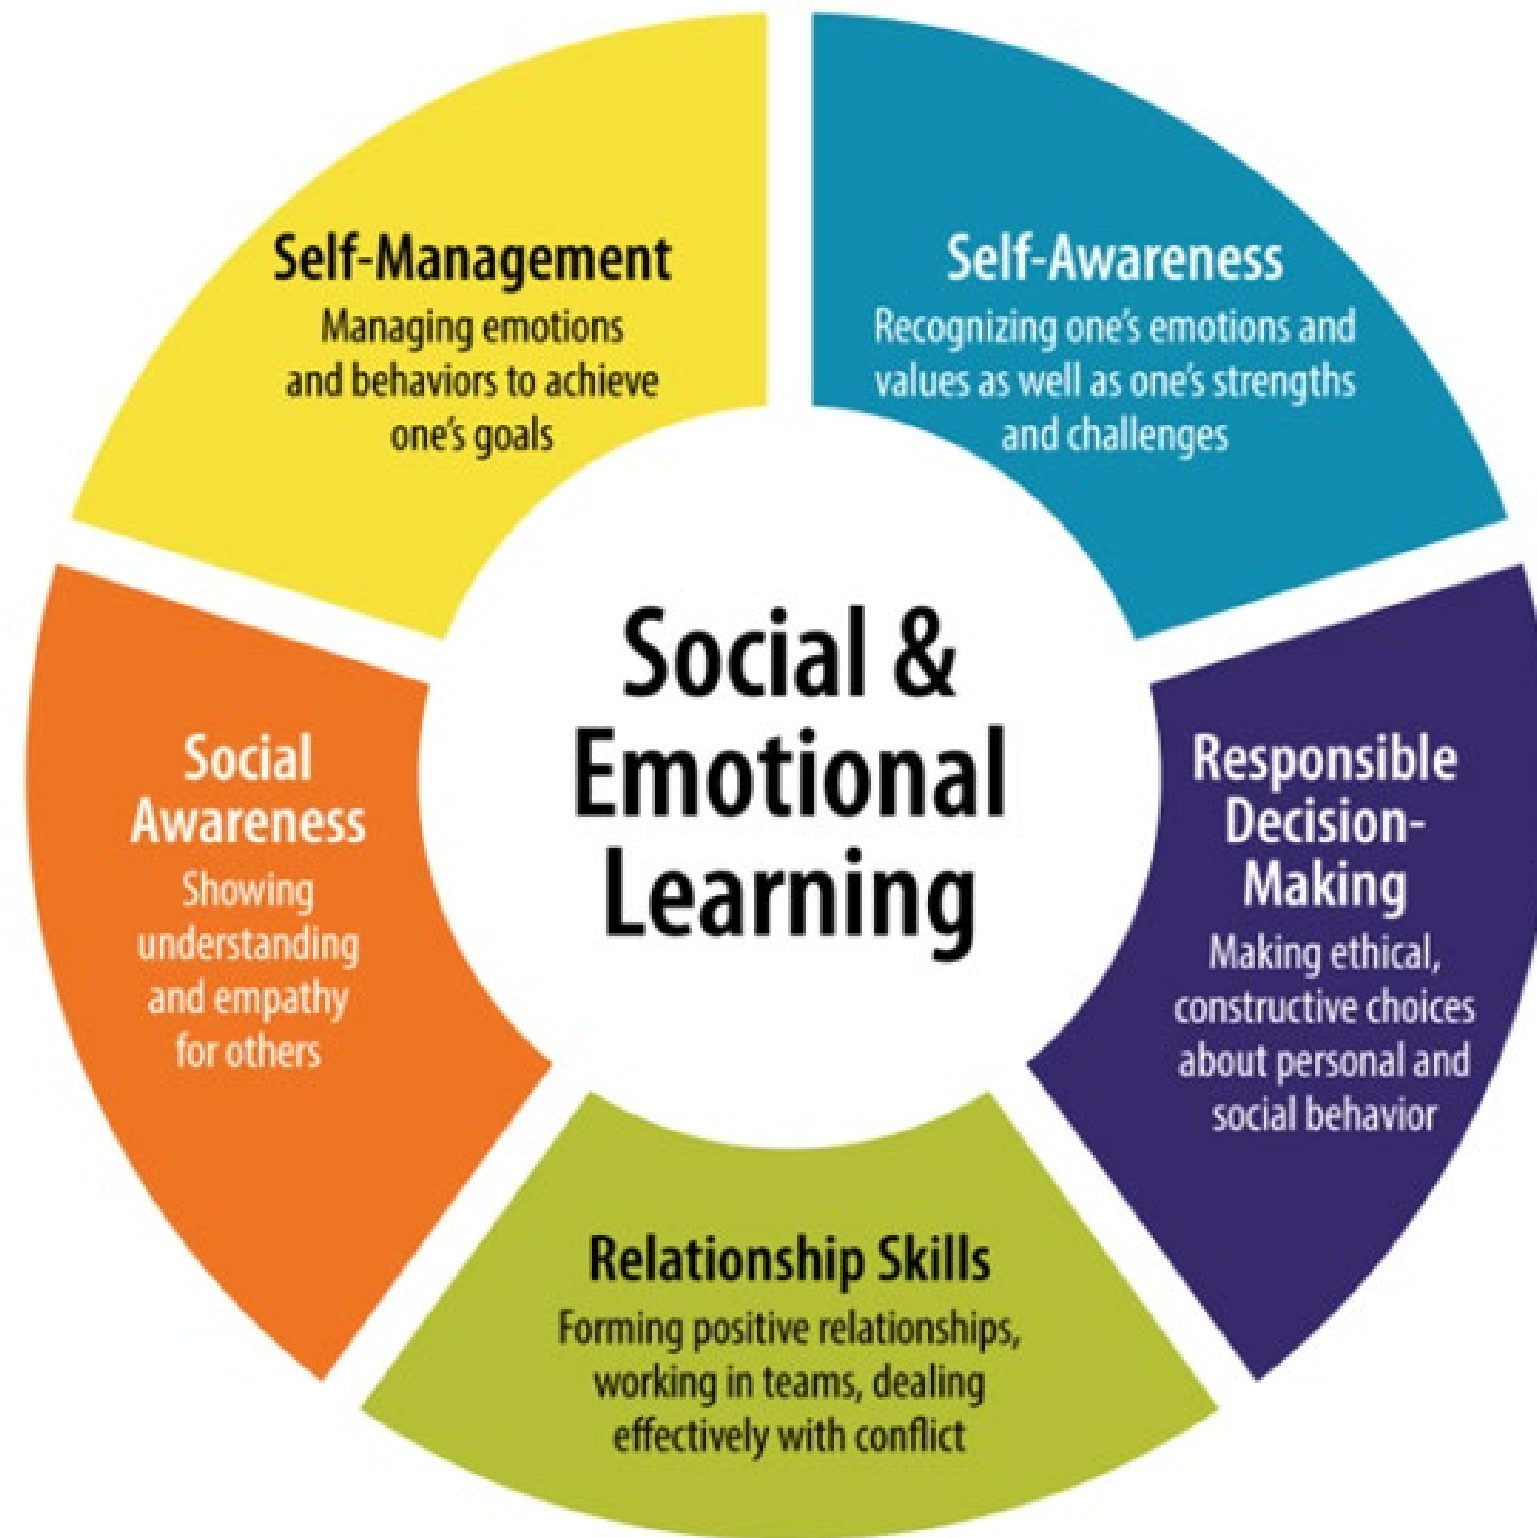 Self-Management
Managing emotions
and behaviors to achieve
one's goals
Self-Awareness
Recognizing one's emotions and
values as well as one's strengths
and challenges
Social &
Emotional
Learning
Social
Awareness
Showing
understanding
and empathy
for others
Responsible
Decision-
Making
Making ethical,
constructive choices
about personal and
social behavior
Relationship Skills
Forming positive relationships,
working in teams, dealing
effectively with conflict